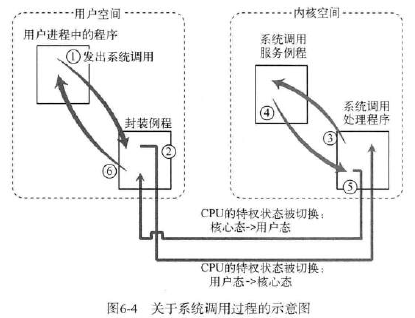 用户空间
内核空间
用户进程中的程序
①发出系统调用
系统调用
服务例程
④
系统调用
处理程序
③
封装例程
②
⑥
⑤
CPU的特权状态被切换：
核心态->用户态
CPU的特权状态被切换：
用户态->核心态
图6-4 关于系统调用过程的示意图